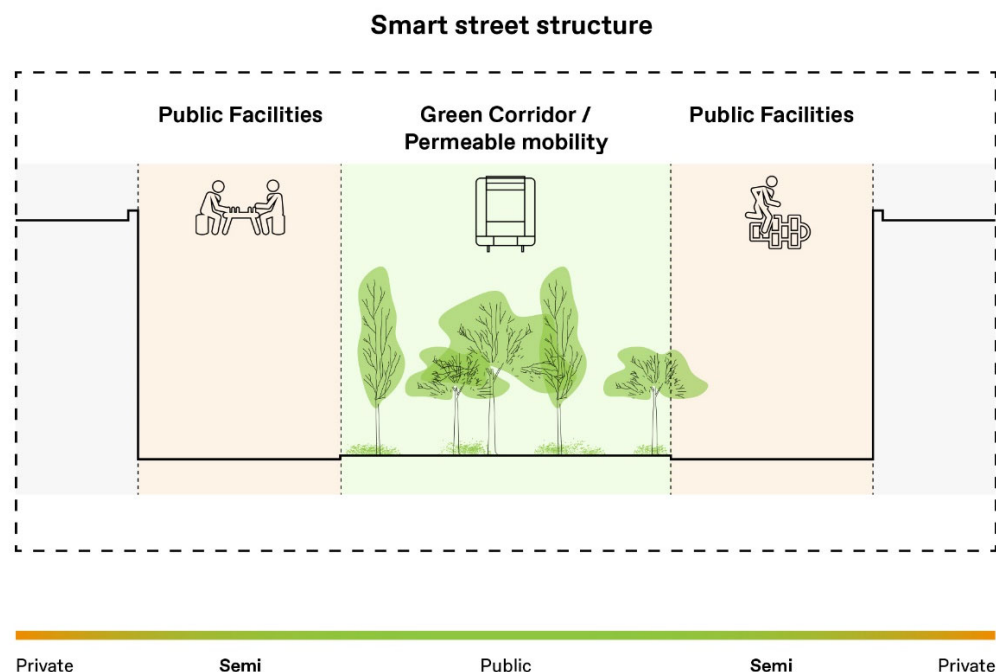 Smart street structure
Public Facilities
Green Corridor /
Permeable mobility
Public Facilities
Private
Semi
Public
Semi
Private